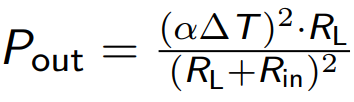 P_out = (αΔT)²·R_L / (R_L+R_in)²